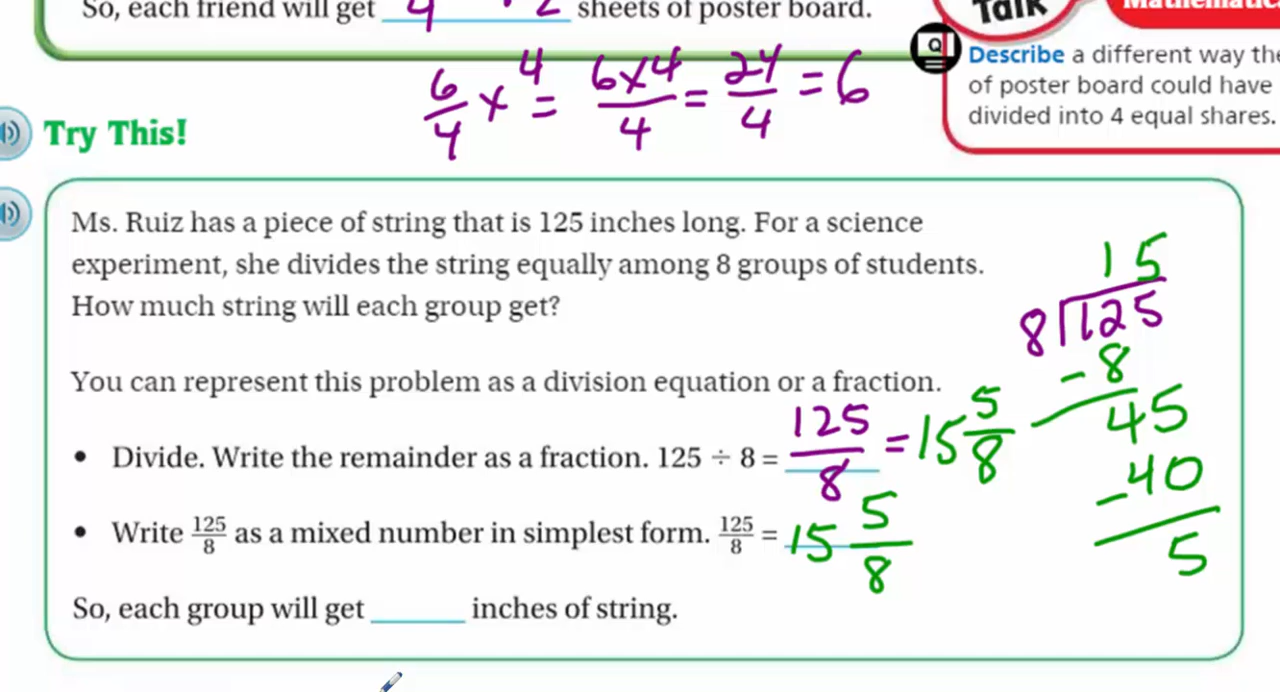 So, each friend will get 4 1/2 sheets of poster board.
Talk
Mathematic
Q
Describe a different way the
of poster board could have
divided into 4 equal shares.
6/4 × 4 = 6×4/4 = 24/4 = 6
Try This!
Ms. Ruiz has a piece of string that is 125 inches long. For a science
experiment, she divides the string equally among 8 groups of students.
How much string will each group get?
15
8 125
-8
45
-40
5
You can represent this problem as a division equation or a fraction.
• Divide. Write the remainder as a fraction. 125 ÷ 8 = 125/8 = 15 5/8
• Write 125/8 as a mixed number in simplest form. 125/8 = 15 5/8
So, each group will get ______ inches of string.